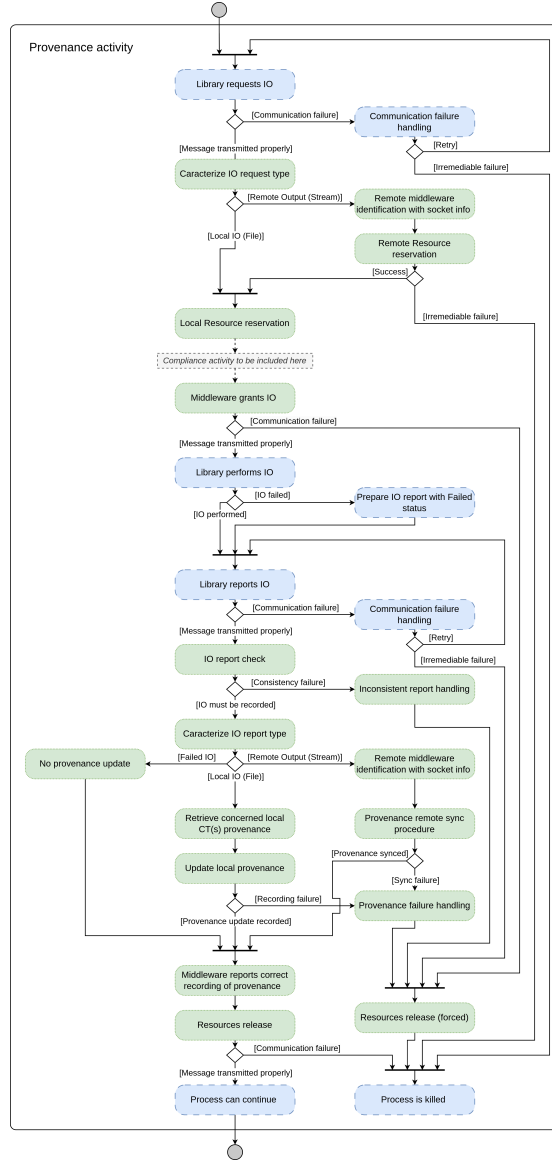 Provenance activity
Library requests IO
[Communication failure]
Communication failure
handling
[Retry]
[Message transmitted properly]
[Irremediable failure]
Caracterize IO request type
[Remote Output (Stream)]
Remote middleware
identification with socket info
[Local IO (File)]
Remote Resource
reservation
[Success]
Local Resource reservation
[Irremediable failure]
Compliance activity to be included here
Middleware grants IO
[Communication failure]
[Message transmitted properly]
Library performs IO
[IO failed]
Prepare IO report with Failed
status
[IO performed]
Library reports IO
[Communication failure]
Communication failure
handling
[Message transmitted properly]
[Retry]
IO report check
[Irremediable failure]
[Consistency failure]
Inconsistent report handling
[IO must be recorded]
Caracterize IO report type
[Failed IO]
[Remote Output (Stream)]
No provenance update
Remote middleware
identification with socket info
[Local IO (File)]
Retrieve concerned local
CT(s) provenance
Provenance remote sync
procedure
[Provenance synced]
Update local provenance
[Sync failure]
[Recording failure]
Provenance failure handling
[Provenance update recorded]
Middleware reports correct
recording of provenance
Resources release
Resources release (forced)
[Communication failure]
[Message transmitted properly]
Process can continue
Process is killed